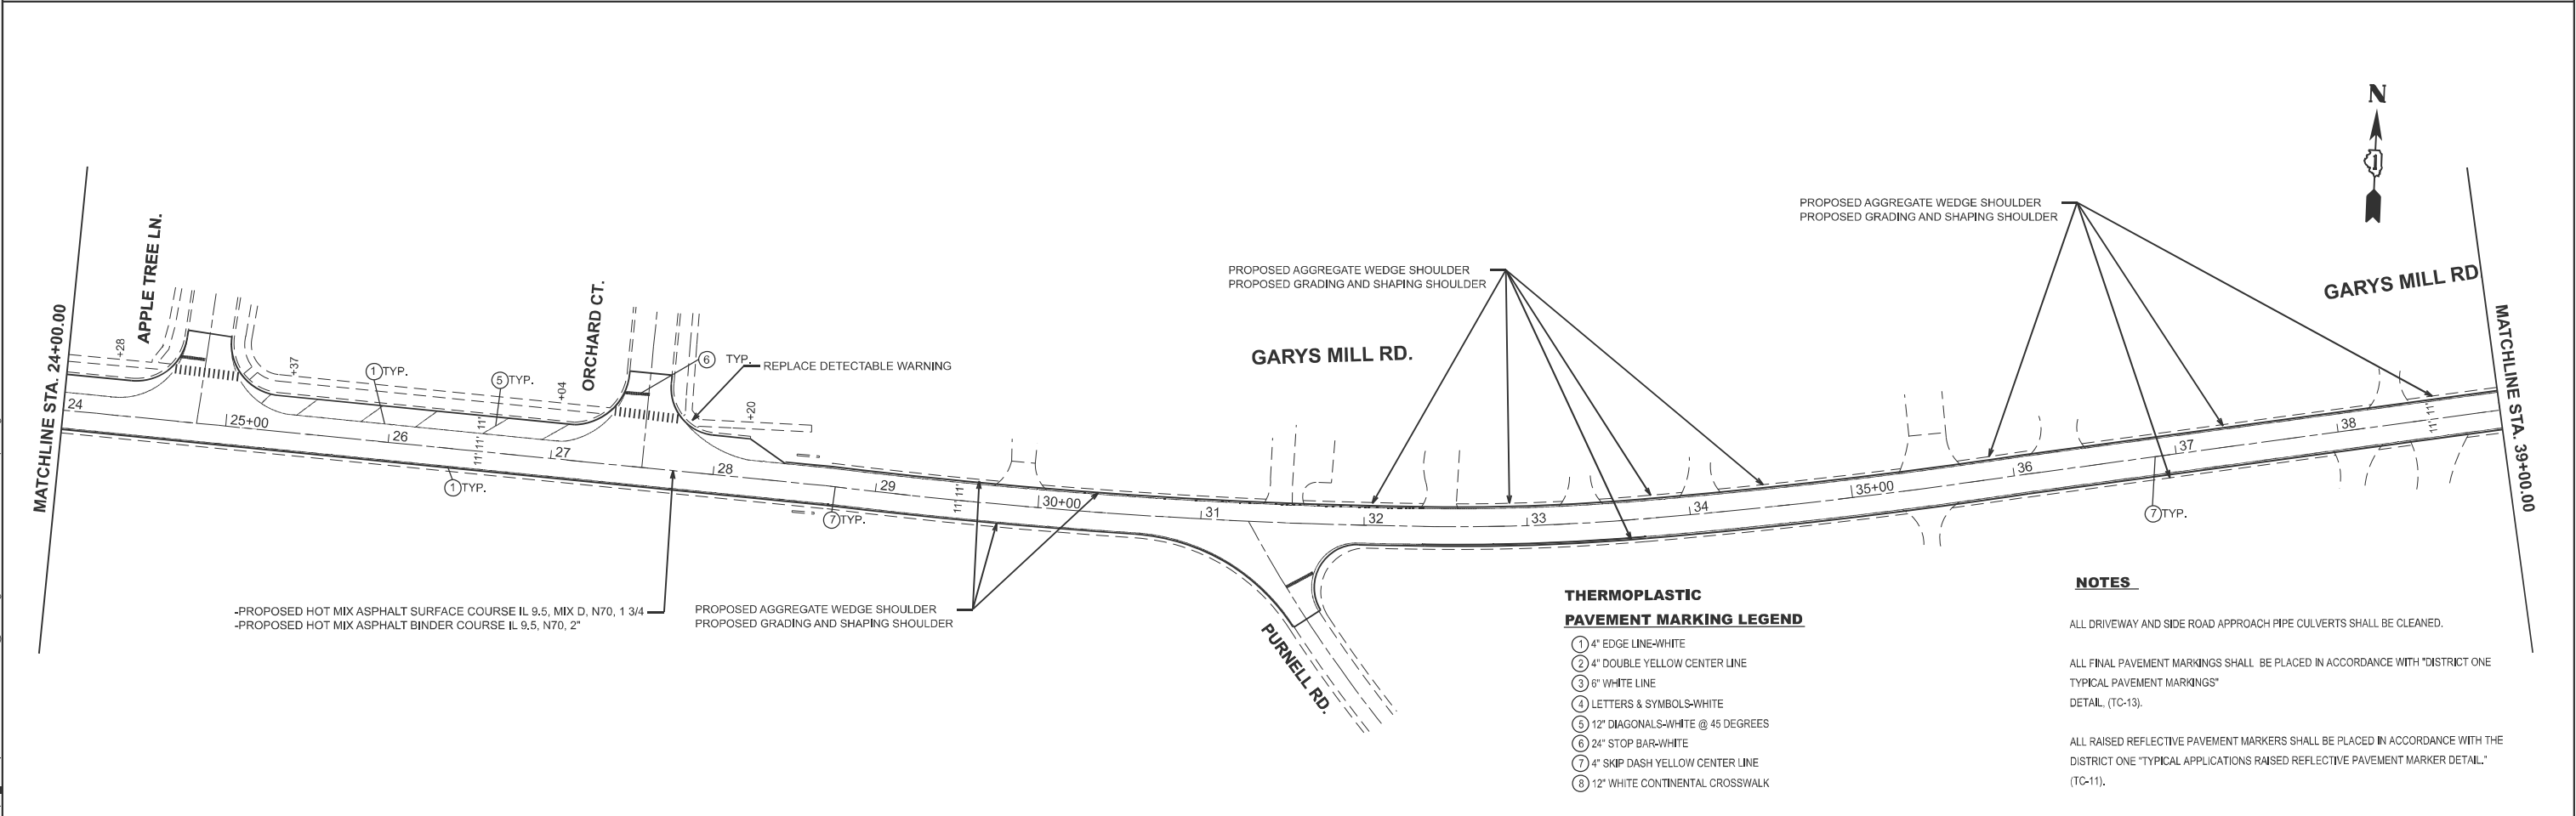 N
1
MATCHLINE STA. 24+00.00
APPLE TREE LN.
ORCHARD CT.
GARYS MILL RD.
GARYS MILL RD
MATCHLINE STA. 39+00.00
PURNELL RD.
PROPOSED AGGREGATE WEDGE SHOULDER
PROPOSED GRADING AND SHAPING SHOULDER
PROPOSED AGGREGATE WEDGE SHOULDER
PROPOSED GRADING AND SHAPING SHOULDER
+28
+37
+04
+20
1 TYP.
5 TYP.
6 TYP.
REPLACE DETECTABLE WARNING
24
25+00
26
27
28
29
30+00
31
32
33
34
35+00
36
37
38
11' 11' 11'
11' 11'
11' 11'
1 TYP.
7 TYP.
7 TYP.
-PROPOSED HOT MIX ASPHALT SURFACE COURSE IL 9.5, MIX D, N70, 1 3/4
-PROPOSED HOT MIX ASPHALT BINDER COURSE IL 9.5, N70, 2"
PROPOSED AGGREGATE WEDGE SHOULDER
PROPOSED GRADING AND SHAPING SHOULDER
THERMOPLASTIC
PAVEMENT MARKING LEGEND
1 4" EDGE LINE-WHITE
2 4" DOUBLE YELLOW CENTER LINE
3 6" WHITE LINE
4 LETTERS & SYMBOLS-WHITE
5 12" DIAGONALS-WHITE @ 45 DEGREES
6 24" STOP BAR-WHITE
7 4" SKIP DASH YELLOW CENTER LINE
8 12" WHITE CONTINENTAL CROSSWALK
NOTES
ALL DRIVEWAY AND SIDE ROAD APPROACH PIPE CULVERTS SHALL BE CLEANED.
ALL FINAL PAVEMENT MARKINGS SHALL BE PLACED IN ACCORDANCE WITH "DISTRICT ONE
TYPICAL PAVEMENT MARKINGS"
DETAIL, (TC-13).
ALL RAISED REFLECTIVE PAVEMENT MARKERS SHALL BE PLACED IN ACCORDANCE WITH THE
DISTRICT ONE "TYPICAL APPLICATIONS RAISED REFLECTIVE PAVEMENT MARKER DETAIL."
(TC-11).